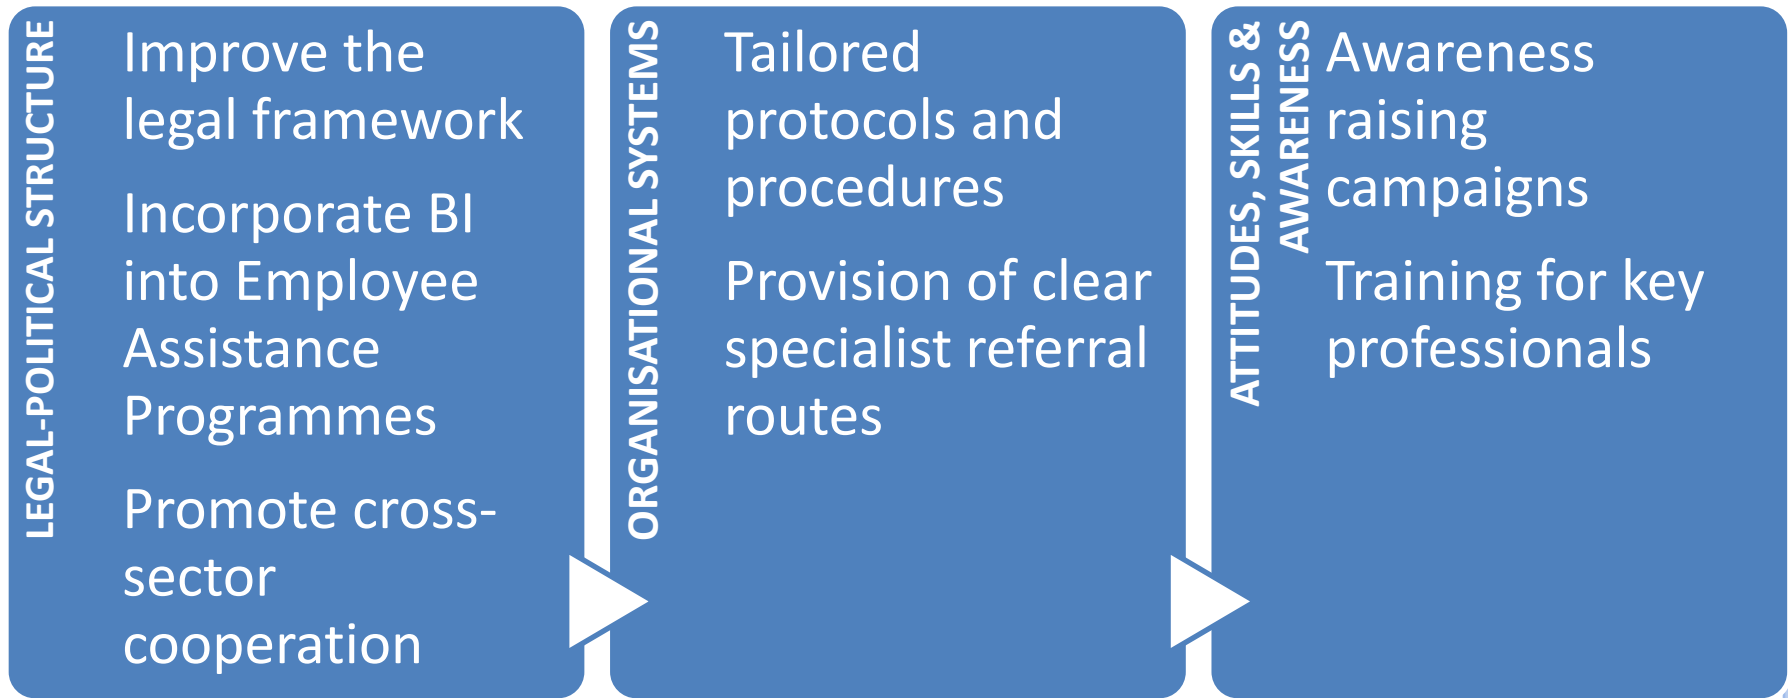 LEGAL-POLITICAL STRUCTURE
Improve the
legal framework
Incorporate BI
into Employee
Assistance
Programmes
Promote cross-
sector
cooperation
ORGANISATIONAL SYSTEMS
Tailored
protocols and
procedures
Provision of clear
specialist referral
routes
ATTITUDES, SKILLS &
AWARENESS
Awareness
raising
campaigns
Training for key
professionals